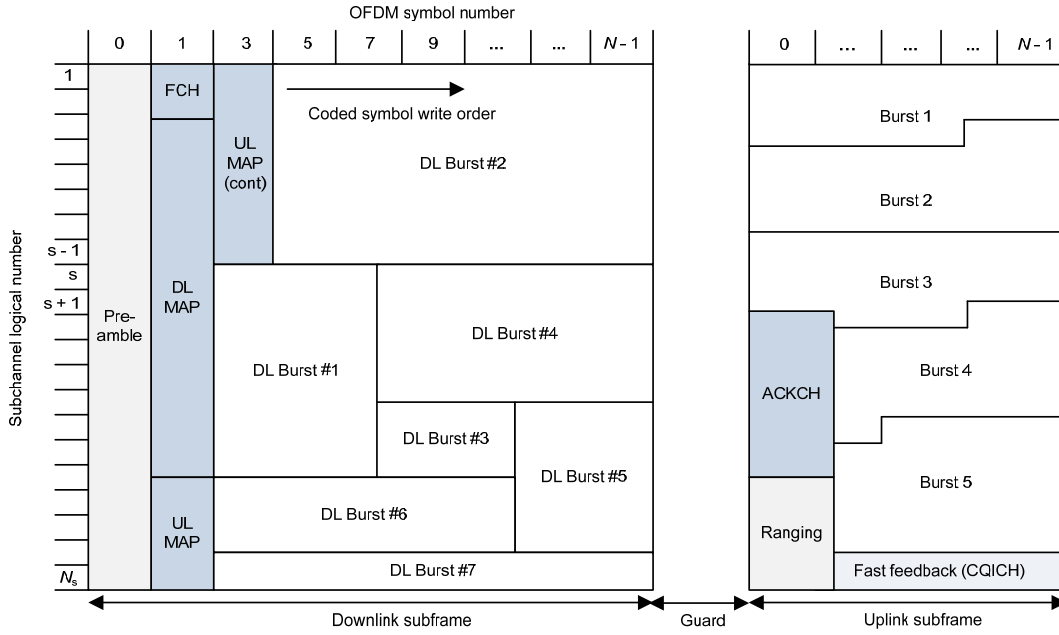 OFDM symbol number
0 1 3 5 7 9 ... ... N - 1
0 ... ... ... N - 1
Subchannel logical number
1
s - 1
s
s + 1
Ns
Pre-
amble
FCH
DL
MAP
UL
MAP
UL
MAP
(cont)
Coded symbol write order
DL Burst #2
DL Burst #1
DL Burst #4
DL Burst #3
DL Burst #5
DL Burst #6
DL Burst #7
Burst 1
Burst 2
Burst 3
Burst 4
ACKCH
Burst 5
Ranging
Fast feedback (CQICH)
Downlink subframe
Guard
Uplink subframe